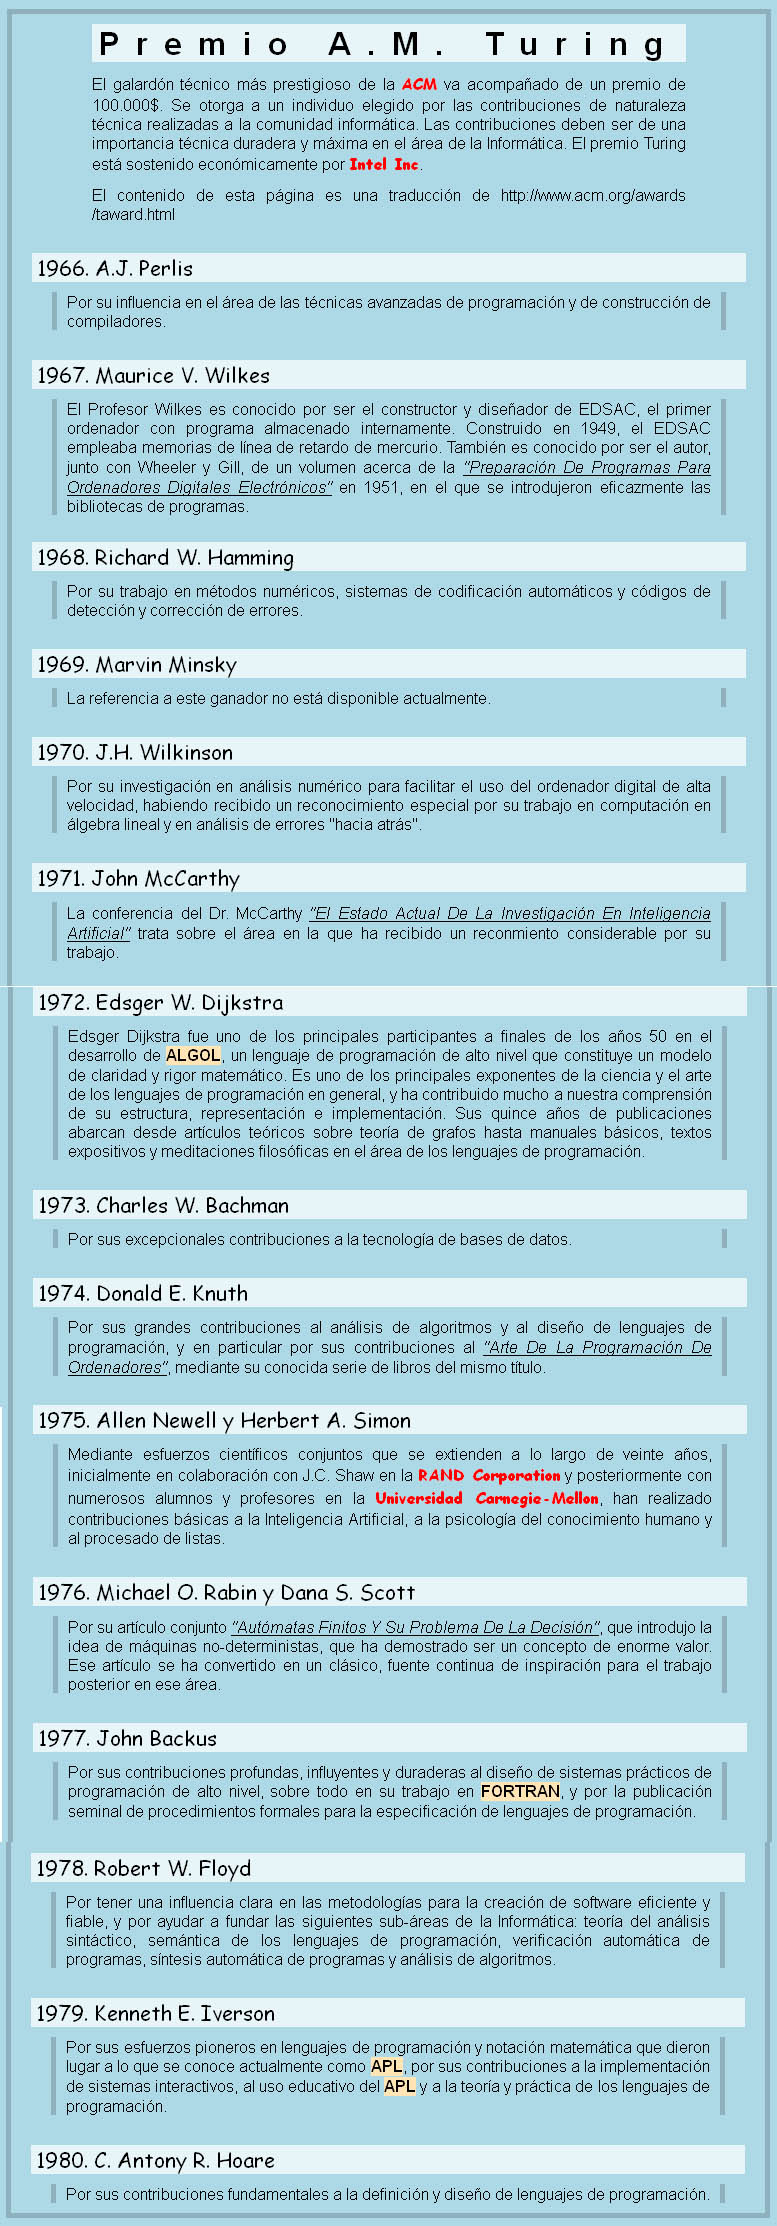 Premio A.M. Turing
El galardón técnico más prestigioso de la ACM va acompañado de un premio de
100.000$. Se otorga a un individuo elegido por las contribuciones de naturaleza
técnica realizadas a la comunidad informática. Las contribuciones deben ser de una
importancia técnica duradera y máxima en el área de la Informática. El premio Turing
está sostenido económicamente por Intel Inc.
El contenido de esta página es una traducción de http://www.acm.org/awards
/taward.html
1966. A.J. Perlis
Por su influencia en el área de las técnicas avanzadas de programación y de construcción de
compiladores.
1967. Maurice V. Wilkes
El Profesor Wilkes es conocido por ser el constructor y diseñador de EDSAC, el primer
ordenador con programa almacenado internamente. Construido en 1949, el EDSAC
empleaba memorias de línea de retardo de mercurio. También es conocido por ser el autor,
junto con Wheeler y Gill, de un volumen acerca de la "Preparación De Programas Para
Ordenadores Digitales Electrónicos" en 1951, en el que se introdujeron eficazmente las
bibliotecas de programas.
1968. Richard W. Hamming
Por su trabajo en métodos numéricos, sistemas de codificación automáticos y códigos de
detección y corrección de errores.
1969. Marvin Minsky
La referencia a este ganador no está disponible actualmente.
1970. J.H. Wilkinson
Por su investigación en análisis numérico para facilitar el uso del ordenador digital de alta
velocidad, habiendo recibido un reconocimiento especial por su trabajo en computación en
álgebra lineal y en análisis de errores "hacia atrás".
1971. John McCarthy
La conferencia del Dr. McCarthy "El Estado Actual De La Investigación En Inteligencia
Artificial" trata sobre el área en la que ha recibido un reconmiento considerable por su
trabajo.
1972. Edsger W. Dijkstra
Edsger Dijkstra fue uno de los principales participantes a finales de los años 50 en el
desarrollo de ALGOL, un lenguaje de programación de alto nivel que constituye un modelo
de claridad y rigor matemático. Es uno de los principales exponentes de la ciencia y el arte
de los lenguajes de programación en general, y ha contribuido mucho a nuestra comprensión
de su estructura, representación e implementación. Sus quince años de publicaciones
abarcan desde artículos teóricos sobre teoría de grafos hasta manuales básicos, textos
expositivos y meditaciones filosóficas en el área de los lenguajes de programación.
1973. Charles W. Bachman
Por sus excepcionales contribuciones a la tecnología de bases de datos.
1974. Donald E. Knuth
Por sus grandes contribuciones al análisis de algoritmos y al diseño de lenguajes de
programación, y en particular por sus contribuciones al "Arte De La Programación De
Ordenadores", mediante su conocida serie de libros del mismo título.
1975. Allen Newell y Herbert A. Simon
Mediante esfuerzos científicos conjuntos que se extienden a lo largo de veinte años,
inicialmente en colaboración con J.C. Shaw en la RAND Corporation y posteriormente con
numerosos alumnos y profesores en la Universidad Carnegie-Mellon, han realizado
contribuciones básicas a la Inteligencia Artificial, a la psicología del conocimiento humano y
al procesado de listas.
1976. Michael O. Rabin y Dana S. Scott
Por su artículo conjunto "Autómatas Finitos Y Su Problema De La Decisión", que introdujo la
idea de máquinas no-deterministas, que ha demostrado ser un concepto de enorme valor.
Ese artículo se ha convertido en un clásico, fuente continua de inspiración para el trabajo
posterior en ese área.
1977. John Backus
Por sus contribuciones profundas, influyentes y duraderas al diseño de sistemas prácticos de
programación de alto nivel, sobre todo en su trabajo en FORTRAN, y por la publicación
seminal de procedimientos formales para la especificación de lenguajes de programación.
1978. Robert W. Floyd
Por tener una influencia clara en las metodologías para la creación de software eficiente y
fiable, y por ayudar a fundar las siguientes sub-áreas de la Informática: teoría del análisis
sintáctico, semántica de los lenguajes de programación, verificación automática de
programas, síntesis automática de programas y análisis de algoritmos.
1979. Kenneth E. Iverson
Por sus esfuerzos pioneros en lenguajes de programación y notación matemática que dieron
lugar a lo que se conoce actualmente como APL, por sus contribuciones a la implementación
de sistemas interactivos, al uso educativo del APL y a la teoría y práctica de los lenguajes de
programación.
1980. C. Antony R. Hoare
Por sus contribuciones fundamentales a la definición y diseño de lenguajes de programación.